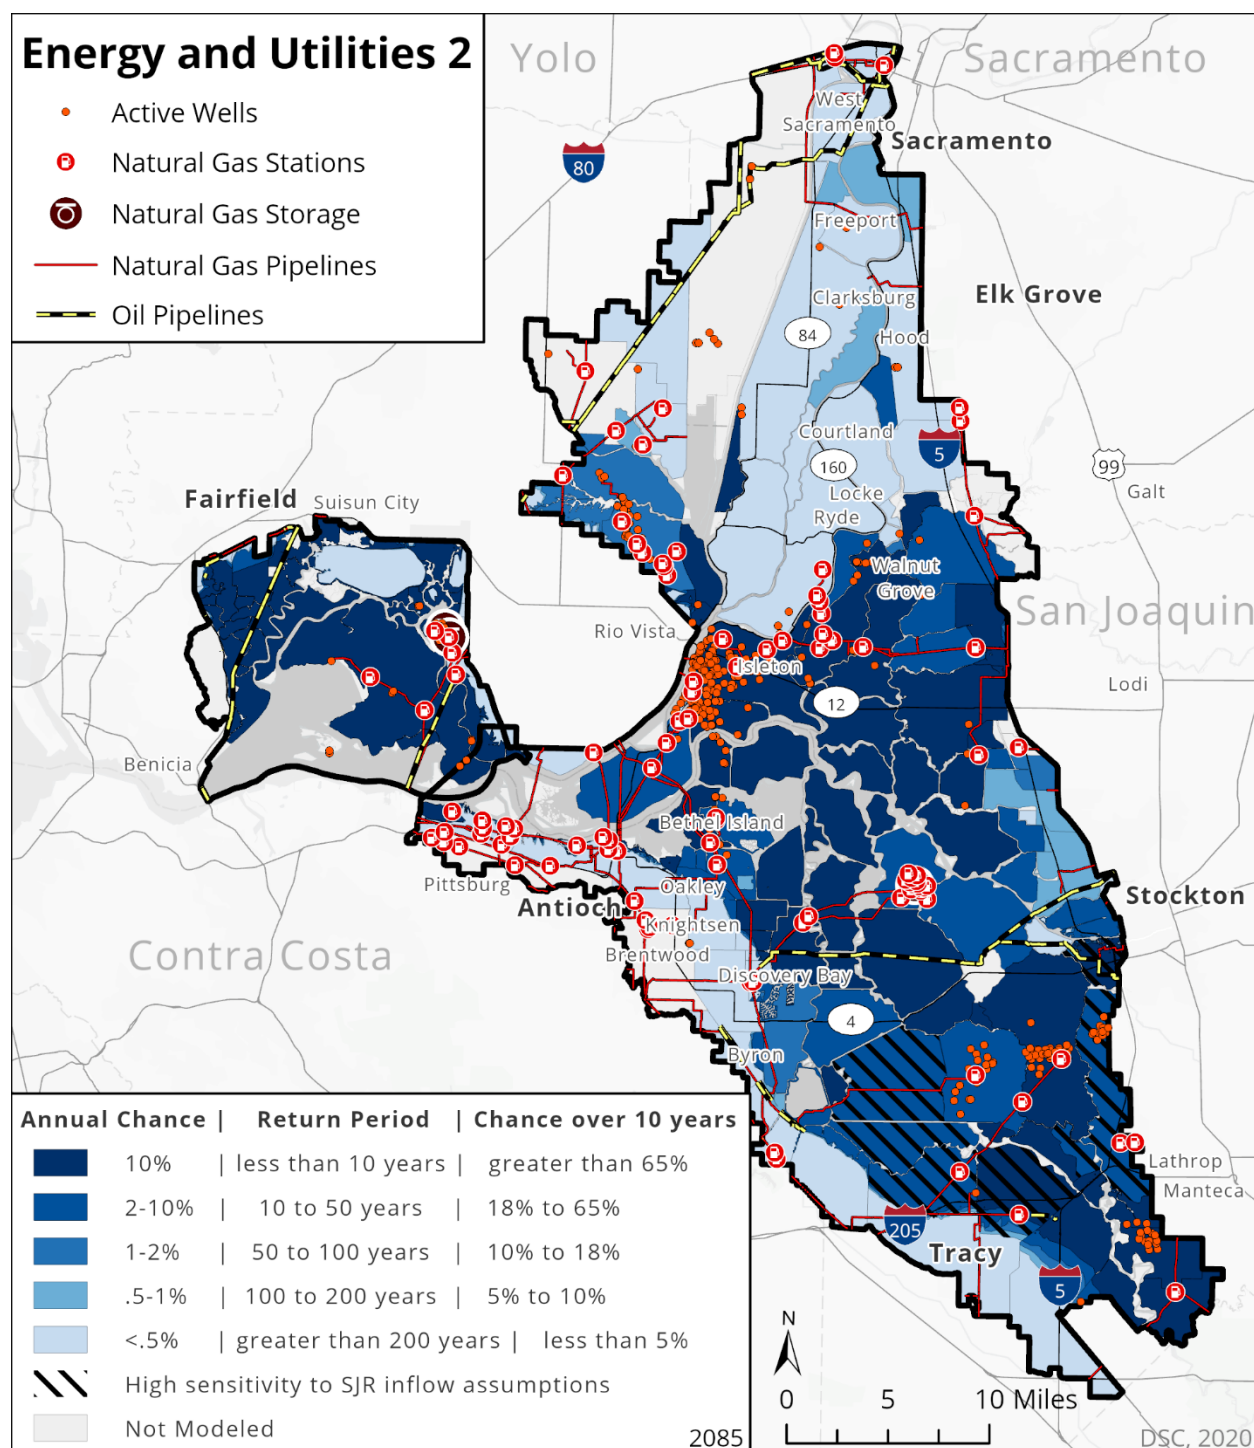 Energy and Utilities 2
Active Wells
Natural Gas Stations
Natural Gas Storage
Natural Gas Pipelines
Oil Pipelines
Yolo
Sacramento
West
Sacramento
Sacramento
80
Freeport
Clarksburg
Elk Grove
84
Hood
Courtland
5
160
99
Galt
Locke
Ryde
Fairfield
Suisun City
Walnut
Grove
San Joaquin
Rio Vista
Isleton
Lodi
12
Benicia
Bethel Island
Pittsburg
Oakley
Antioch
Stockton
Knightsen
Contra Costa
Brentwood
Discovery Bay
4
Byron
Lathrop
Manteca
205
Tracy
5
Annual Chance | Return Period | Chance over 10 years
10% | less than 10 years | greater than 65%
2-10% | 10 to 50 years | 18% to 65%
1-2% | 50 to 100 years | 10% to 18%
.5-1% | 100 to 200 years | 5% to 10%
<.5% | greater than 200 years | less than 5%
High sensitivity to SJR inflow assumptions
Not Modeled
2085
N
0 5 10 Miles
DSC, 2020